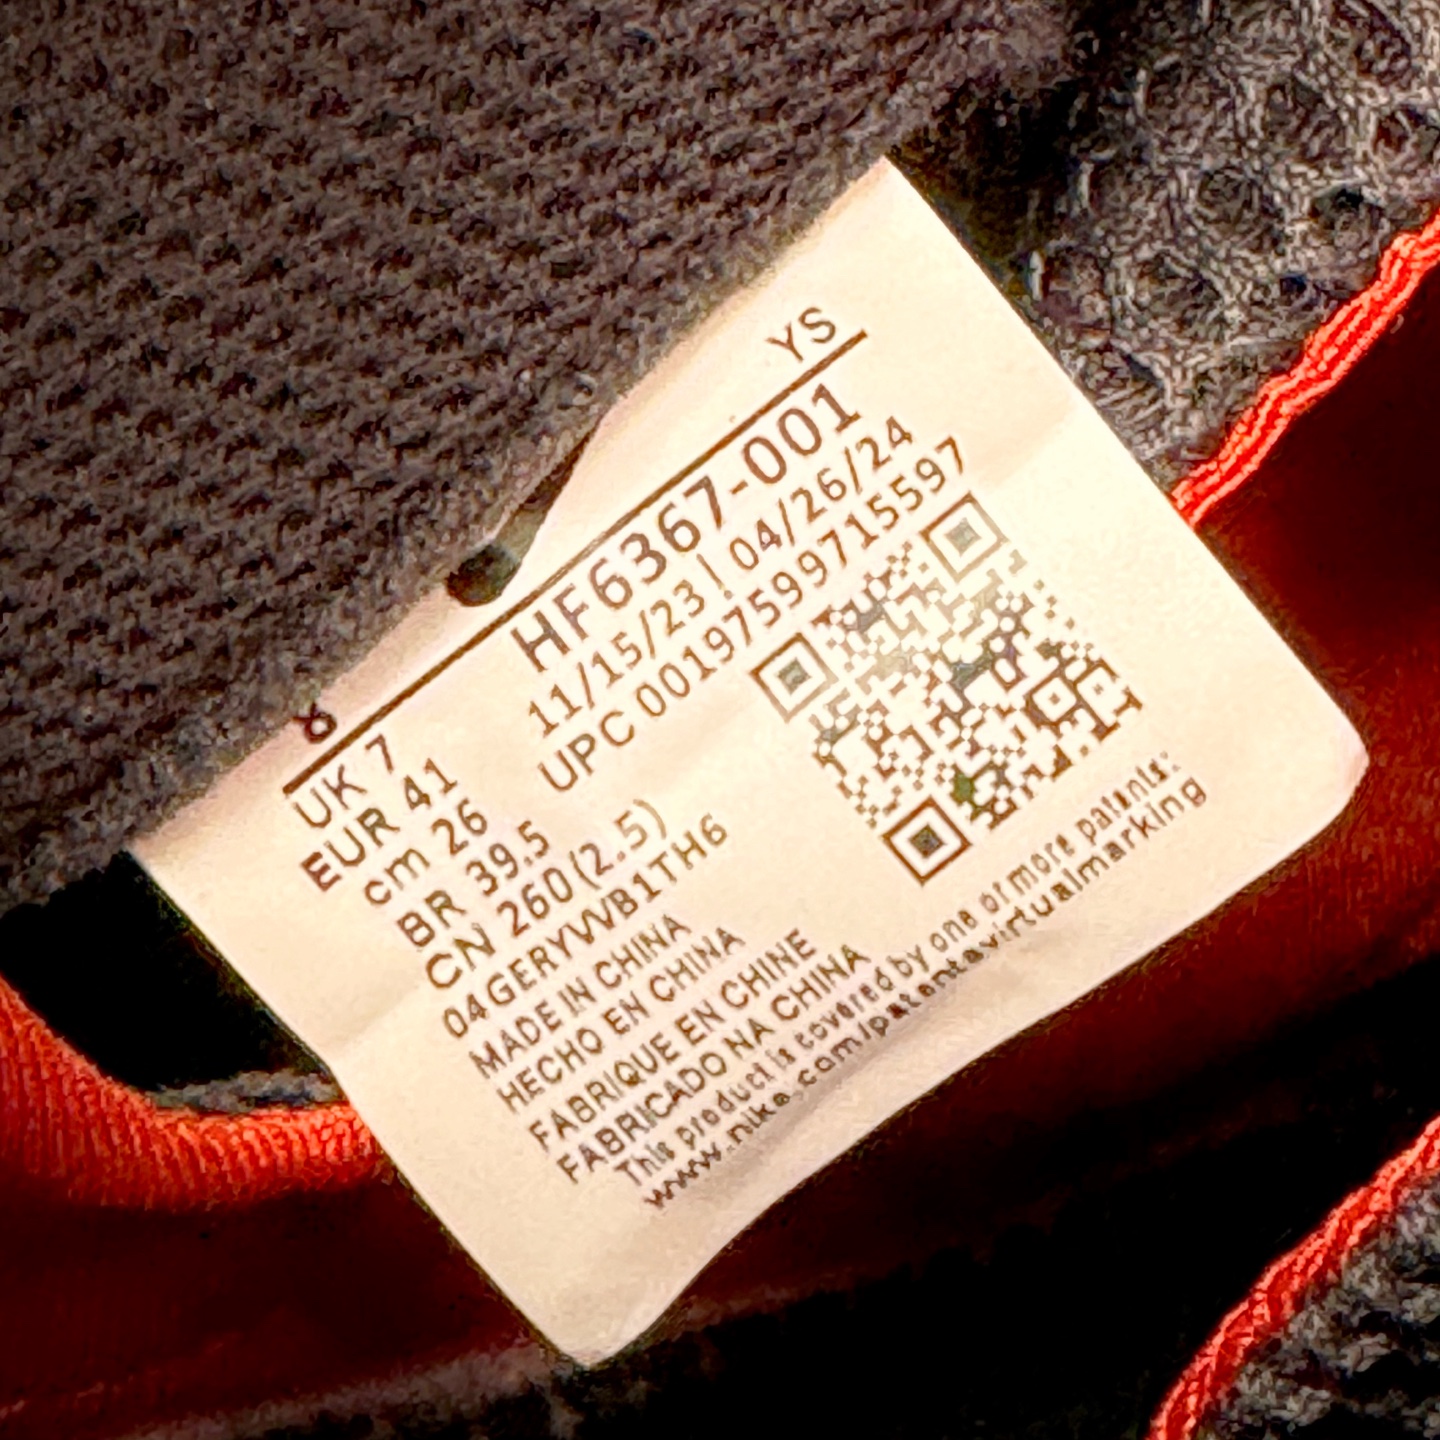 YS
8
HF6367-001
11/15/23 | 04/26/24
UPC 00197599715597
UK 7
EUR 41
cm 26
BR 39.5
CN 260 (2.5)
04GERYVVB1TH6
MADE IN CHINA
HECHO EN CHINA
FABRIQUE EN CHINE
FABRICADO NA CHINA
This product is covered by one or more patents:
www.nike.com/patentsvirtualmarking